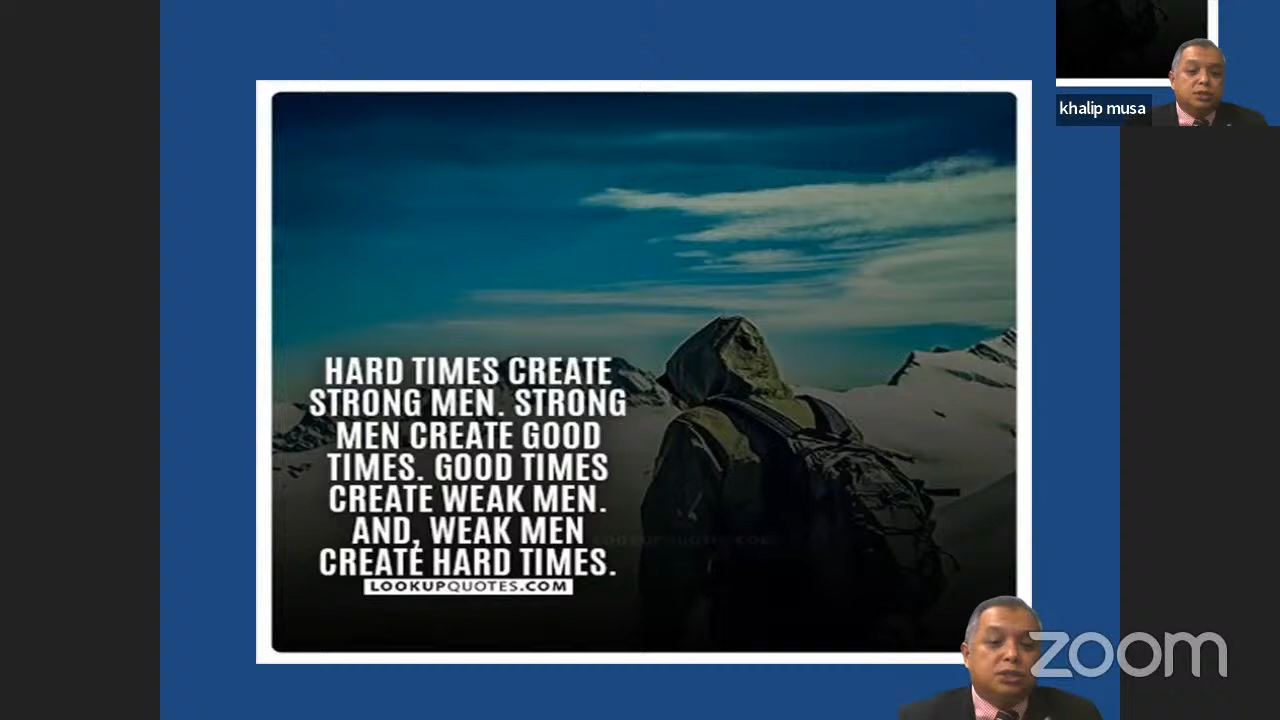 khalip musa
HARD TIMES CREATE
STRONG MEN. STRONG
MEN CREATE GOOD
TIMES. GOOD TIMES
CREATE WEAK MEN.
AND, WEAK MEN
CREATE HARD TIMES.
LOOKUPQUOTES.COM
zoom